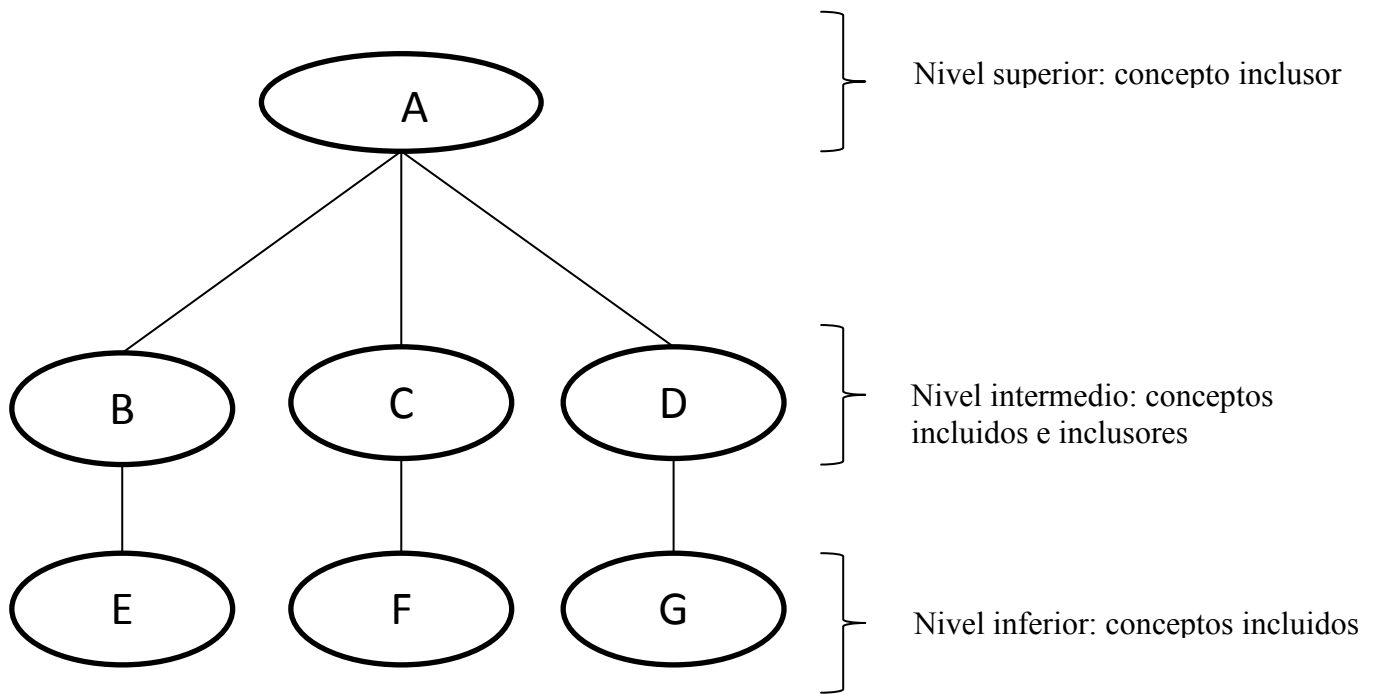 A
Nivel superior: concepto inclusor
B
C
D
Nivel intermedio: conceptos
incluidos e inclusores
E
F
G
Nivel inferior: conceptos incluidos